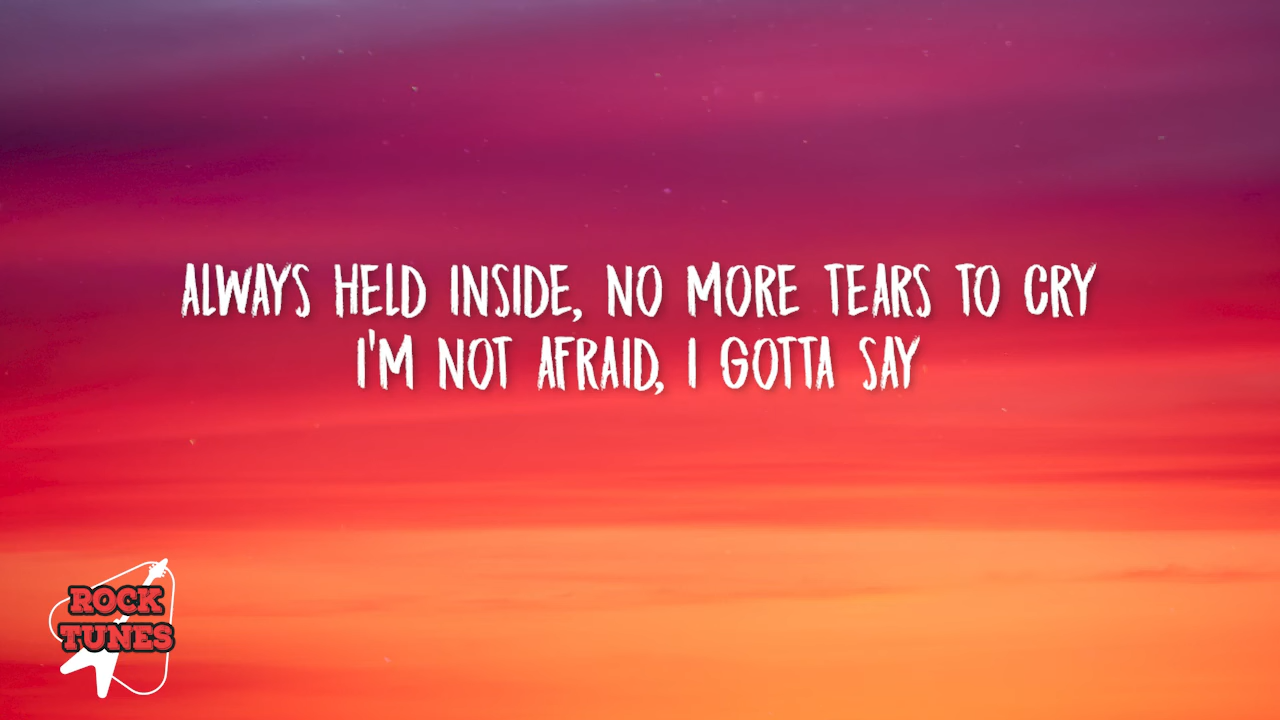 ALWAYS HELD INSIDE, NO MORE TEARS TO CRY
I'M NOT AFRAID, I GOTTA SAY
ROCK
TUNES